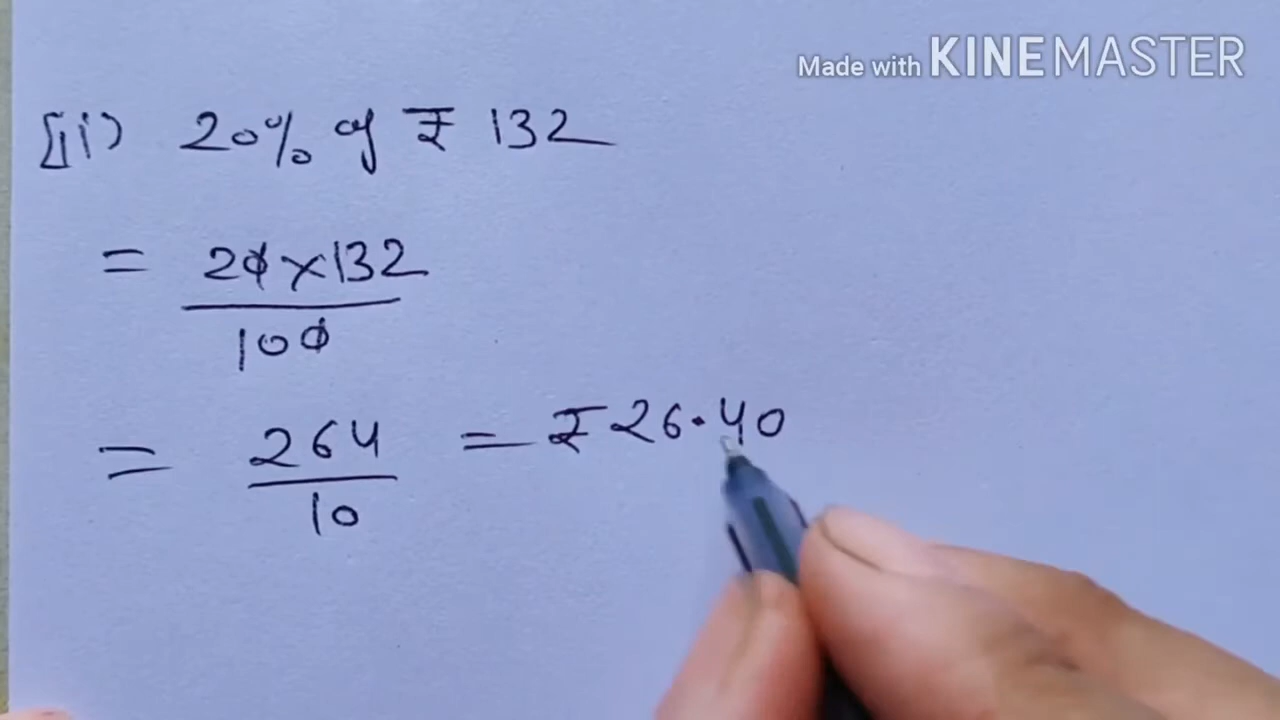 Made with KINEMASTER
(ii) 20% of ₹ 132
= 20 × 132
100
= 264 = ₹ 26.40
10